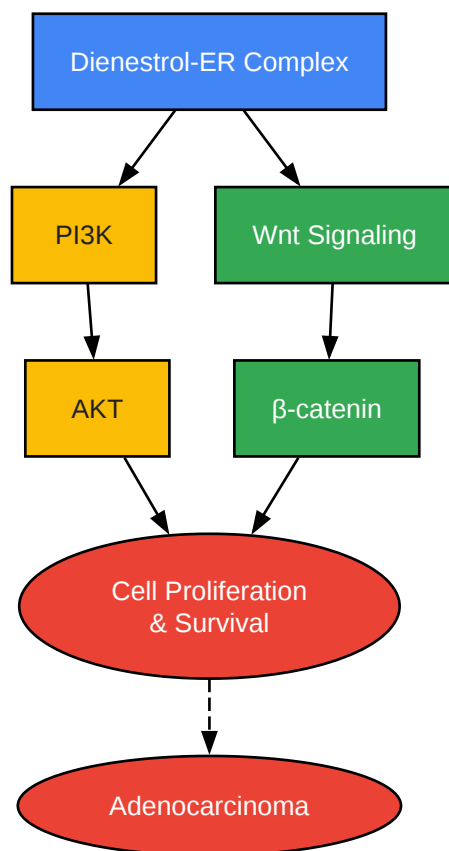 Dienestrol-ER Complex
PI3K
Wnt Signaling
AKT
β-catenin
Cell Proliferation
& Survival
Adenocarcinoma